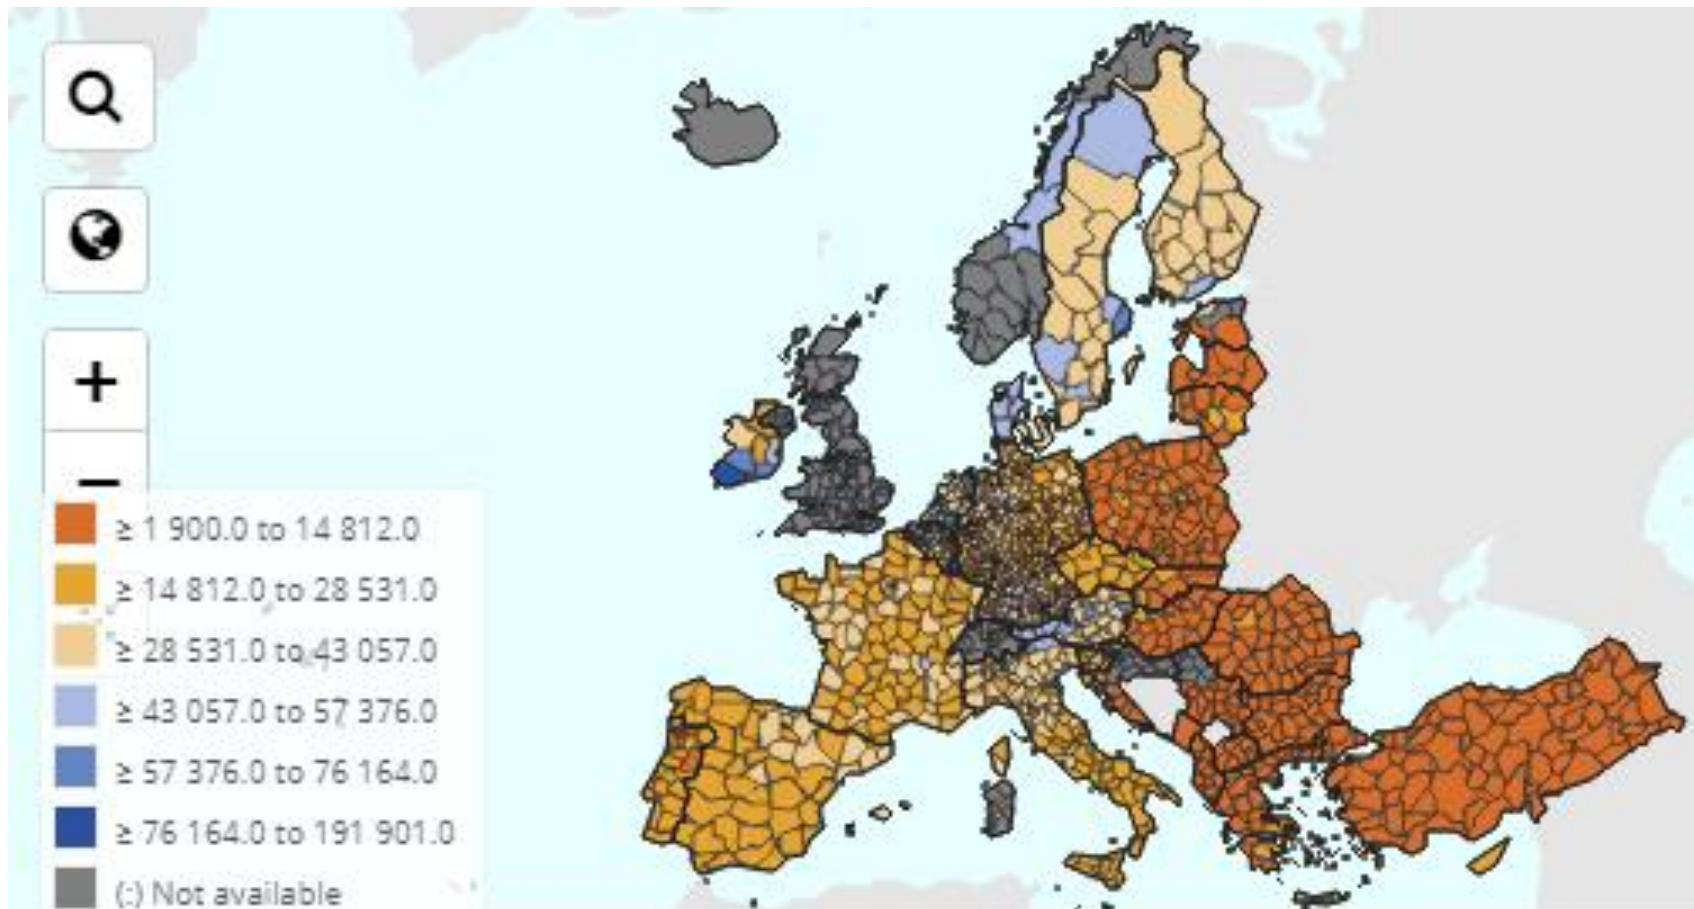 ≥ 1 900.0 to 14 812.0
≥ 14 812.0 to 28 531.0
≥ 28 531.0 to 43 057.0
≥ 43 057.0 to 57 376.0
≥ 57 376.0 to 76 164.0
≥ 76 164.0 to 191 901.0
(:) Not available